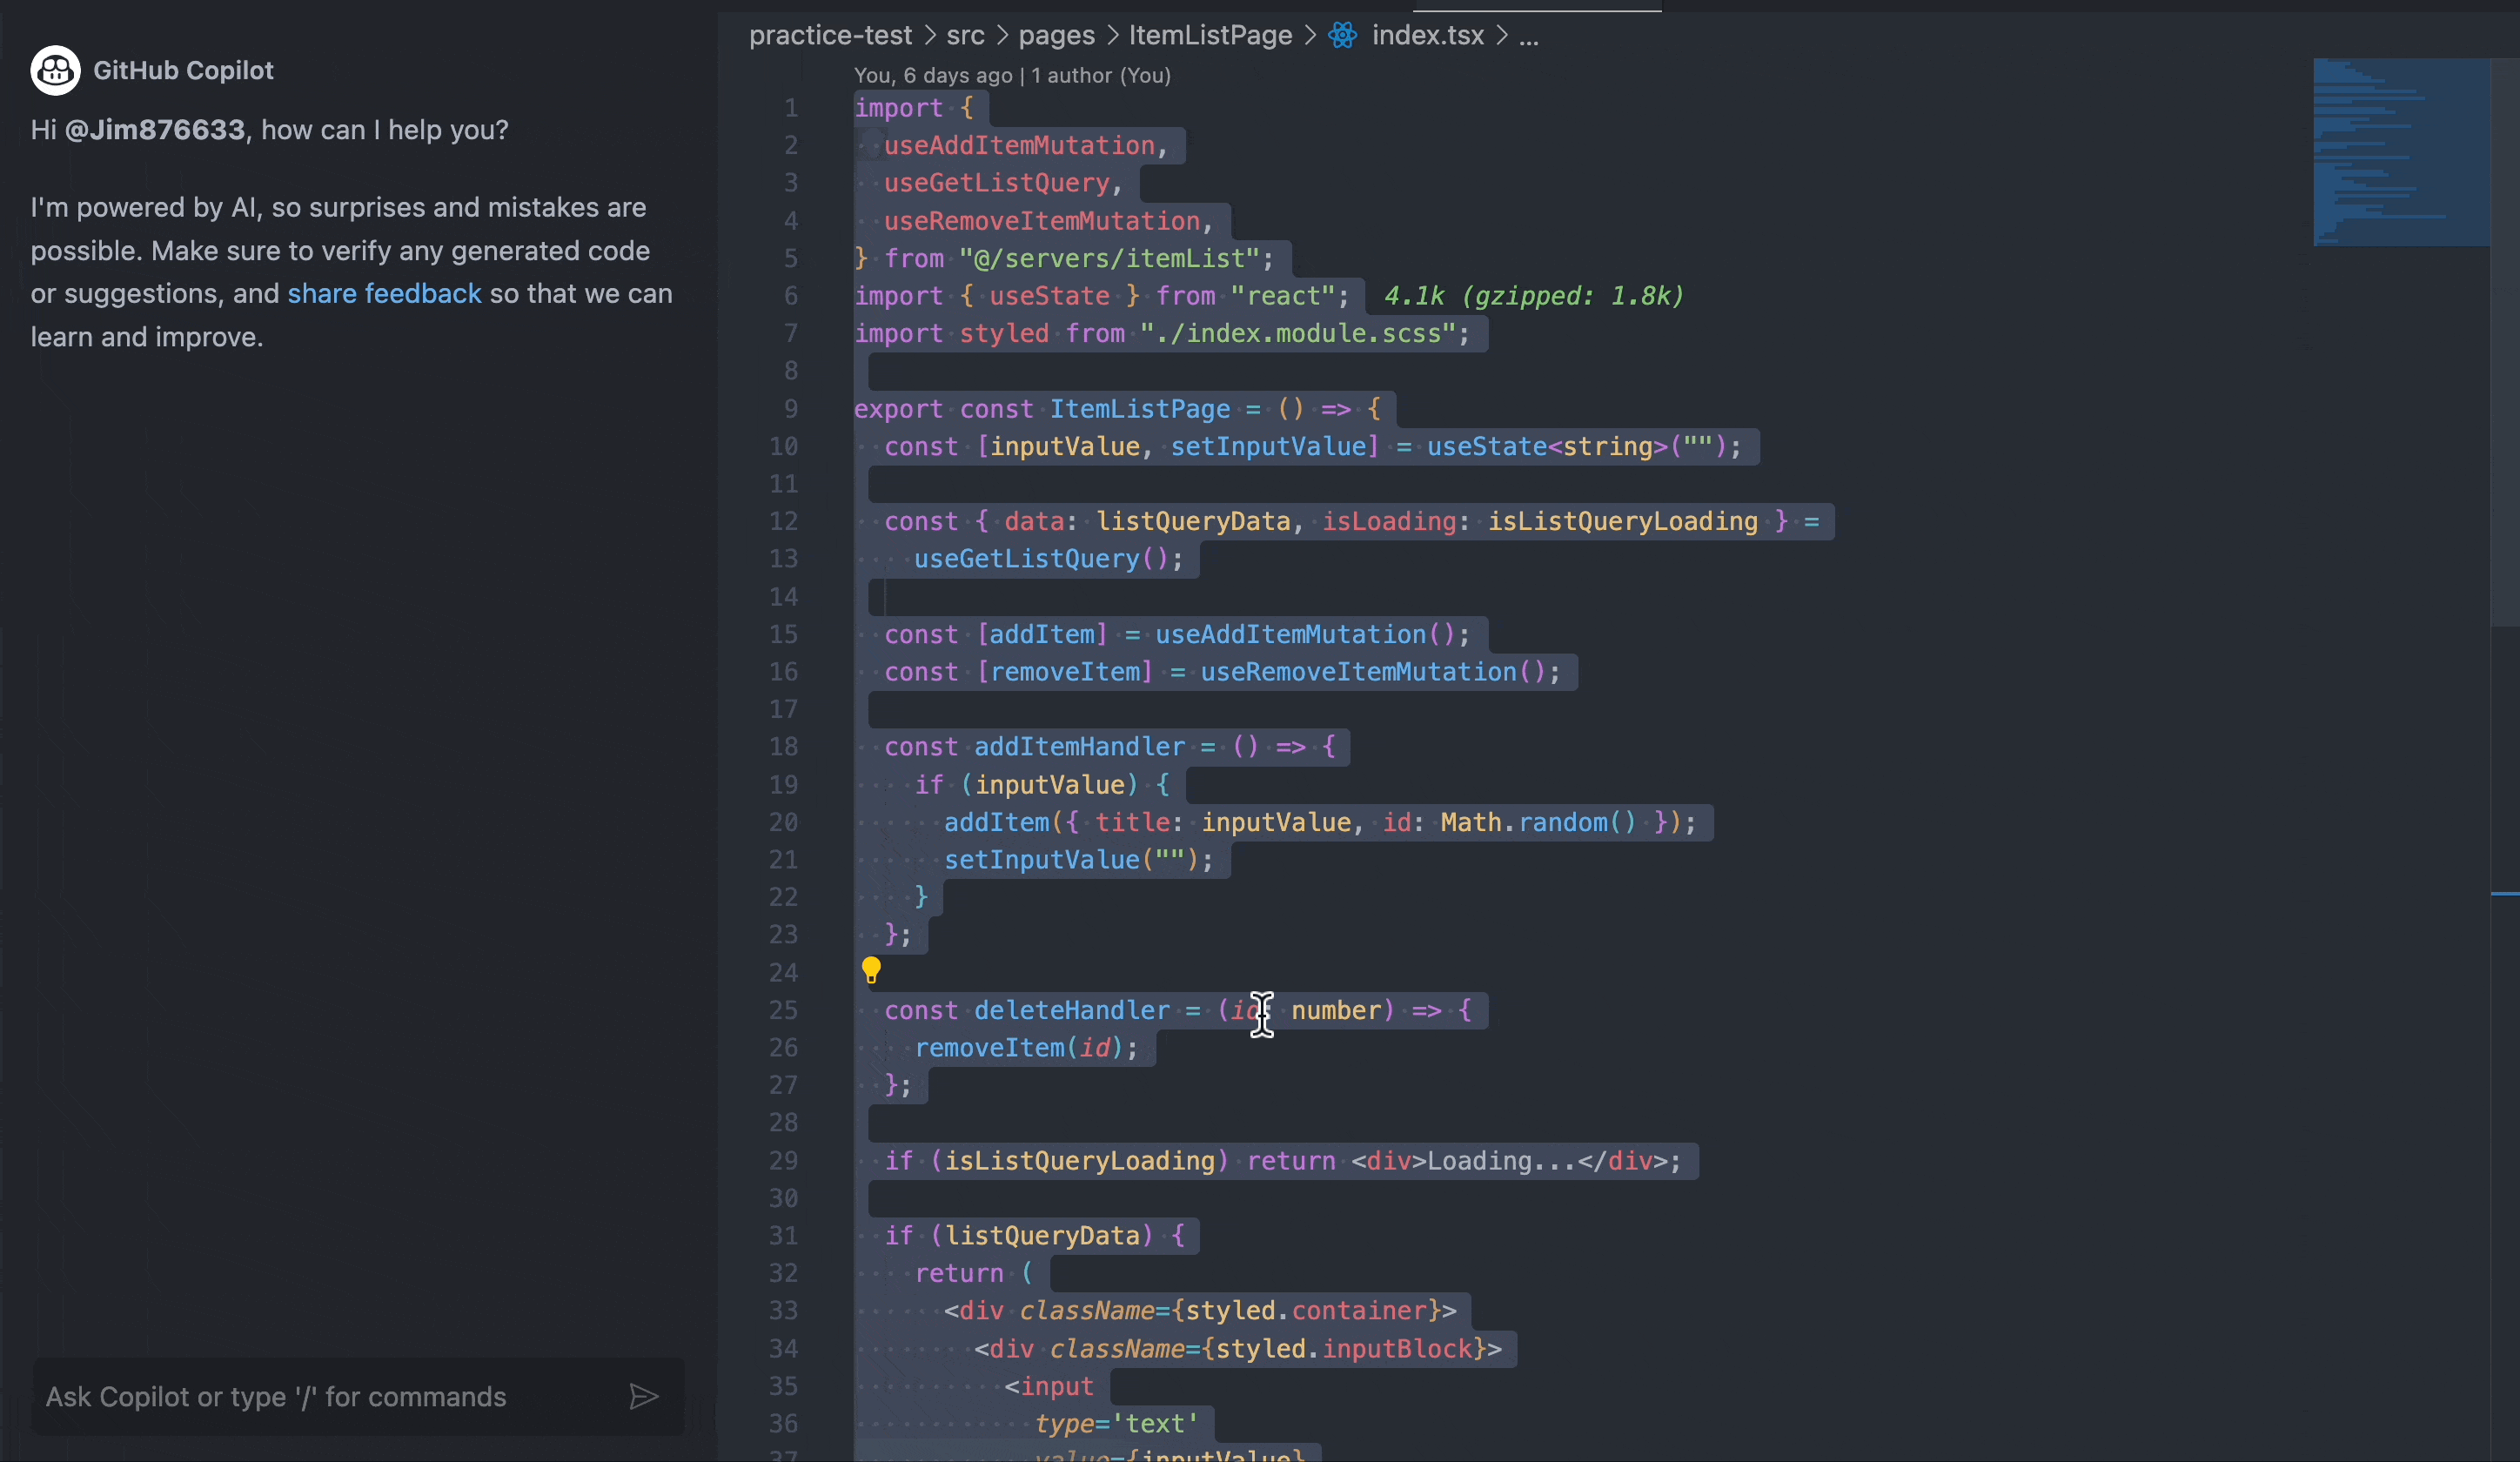 GitHub Copilot
Hi @Jim876633, how can I help you?
I'm powered by AI, so surprises and mistakes are
possible. Make sure to verify any generated code
or suggestions, and share feedback so that we can
learn and improve.
Ask Copilot or type '/' for commands
practice-test > src > pages > ItemListPage > index.tsx > ...
You, 6 days ago | 1 author (You)
1 import {
2 useAddItemMutation,
3 useGetListQuery,
4 useRemoveItemMutation,
5 } from "@/servers/itemList";
6 import { useState } from "react"; 4.1k (gzipped: 1.8k)
7 import styled from "./index.module.scss";
8
9 export const ItemListPage = () => {
10 const [inputValue, setInputValue] = useState<string>("");
11
12 const { data: listQueryData, isLoading: isListQueryLoading } =
13 useGetListQuery();
14
15 const [addItem] = useAddItemMutation();
16 const [removeItem] = useRemoveItemMutation();
17
18 const addItemHandler = () => {
19 if (inputValue) {
20 addItem({ title: inputValue, id: Math.random() });
21 setInputValue("");
22 }
23 };
24
25 const deleteHandler = (id: number) => {
26 removeItem(id);
27 };
28
29 if (isListQueryLoading) return <div>Loading...</div>;
30
31 if (listQueryData) {
32 return (
33 <div className={styled.container}>
34 <div className={styled.inputBlock}>
35 <input
36 type='text'
37 value={inputValue}